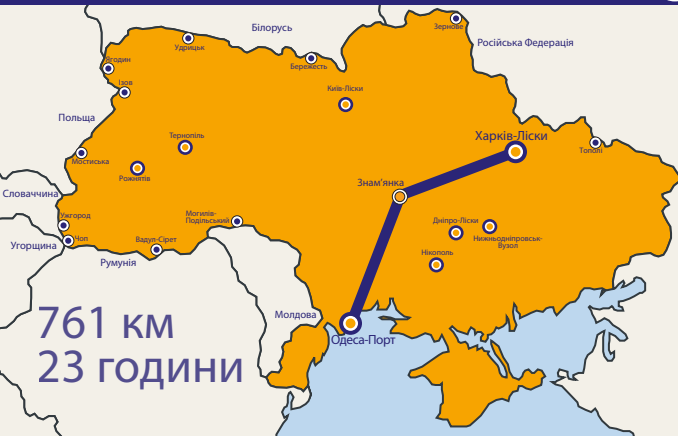 Білорусь
Зернове
Російська Федерація
Удрицьк
Бережесть
Ягодин
Ізов
Київ-Ліски
Польща
Тернопіль
Харків-Ліски
Тополі
Мостиська
Рожнятів
Знам'янка
Словаччина
Ужгород
Могилів-
Подільський
Дніпро-Ліски
Чоп
Вадул-Сірет
Нижньодніпровськ-
Вузол
Угорщина
Румунія
Нікополь
Молдова
761 км
23 години
Одеса-Порт